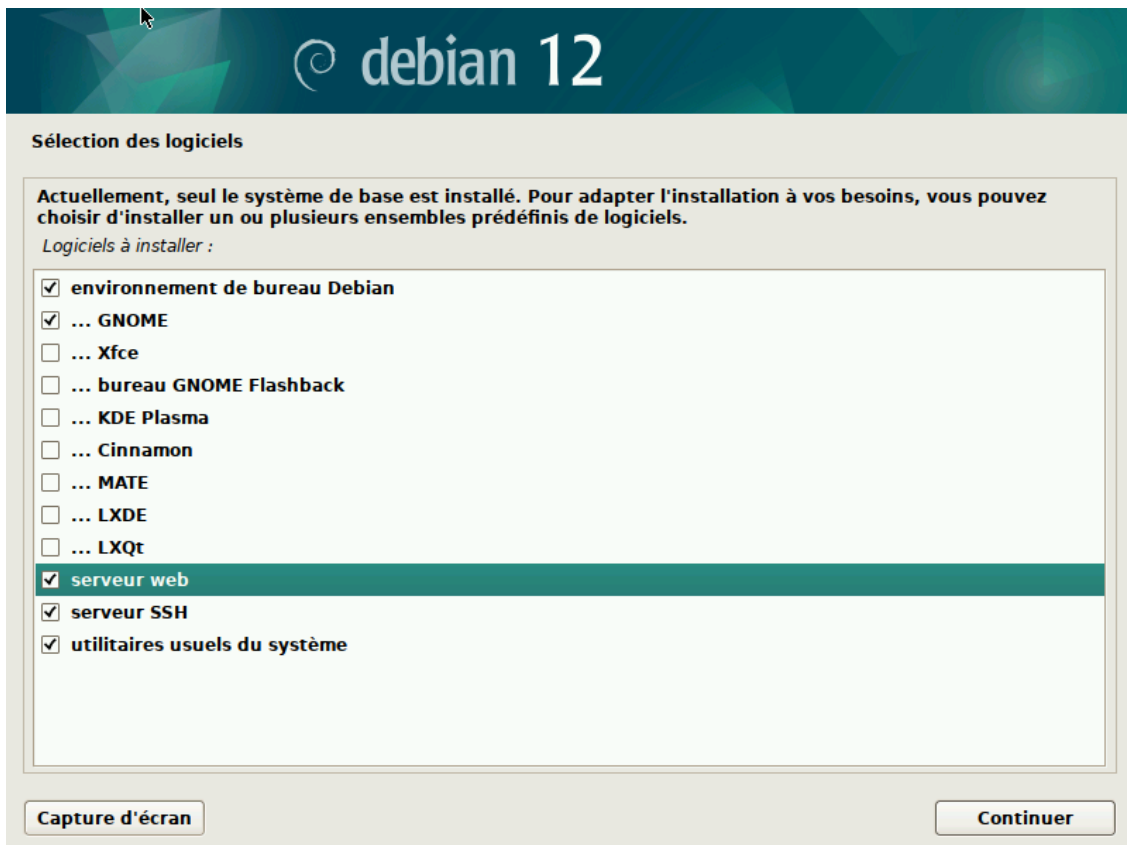 debian 12
Sélection des logiciels
Actuellement, seul le système de base est installé. Pour adapter l'installation à vos besoins, vous pouvez
choisir d'installer un ou plusieurs ensembles prédéfinis de logiciels.
Logiciels à installer :
environnement de bureau Debian
... GNOME
... Xfce
... bureau GNOME Flashback
... KDE Plasma
... Cinnamon
... MATE
... LXDE
... LXQt
serveur web
serveur SSH
utilitaires usuels du système
Capture d'écran
Continuer